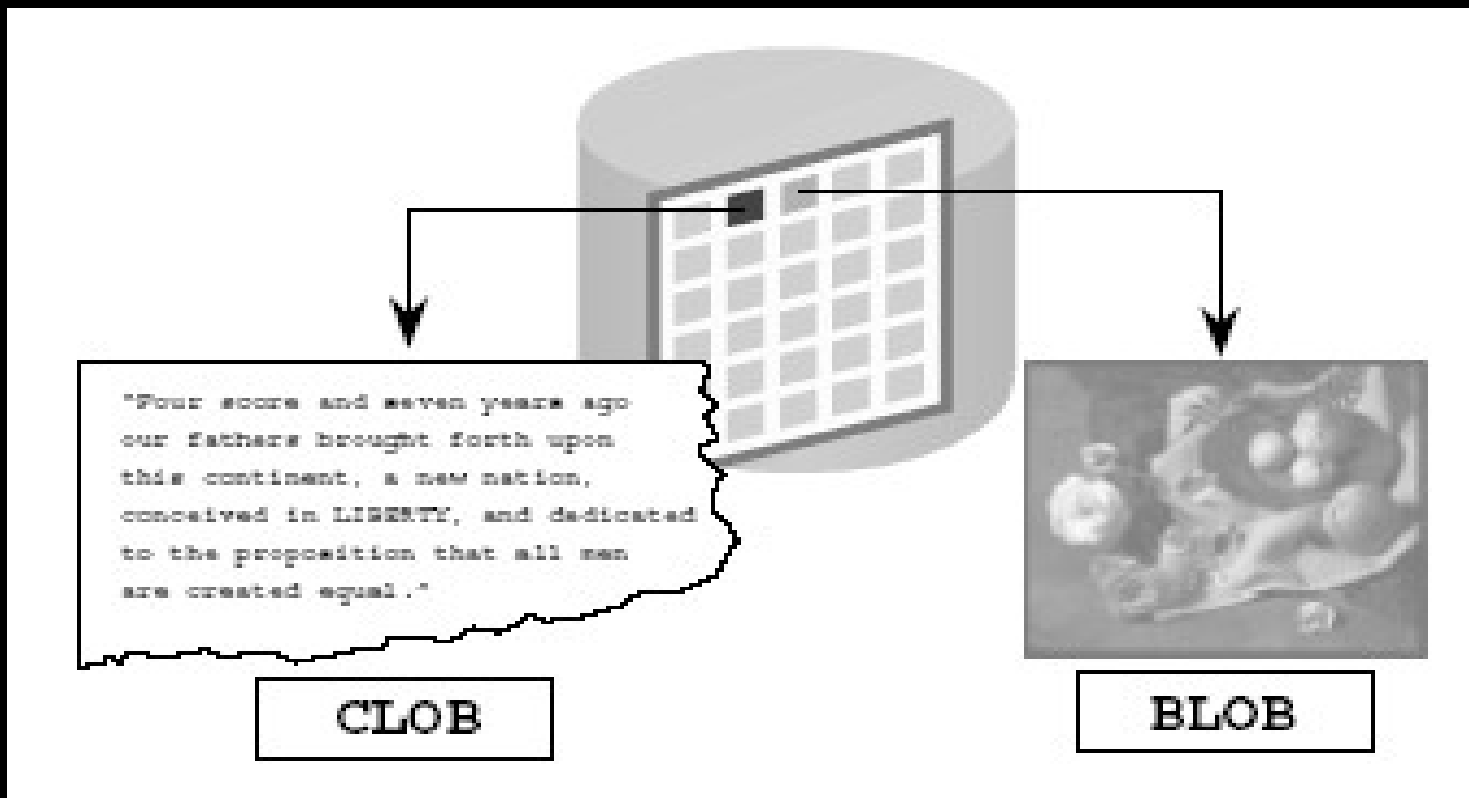 "Four score and seven years ago
our fathers brought forth upon
this continent, a new nation,
conceived in LIBERTY, and dedicated
to the proposition that all men
are created equal."
CLOB
BLOB